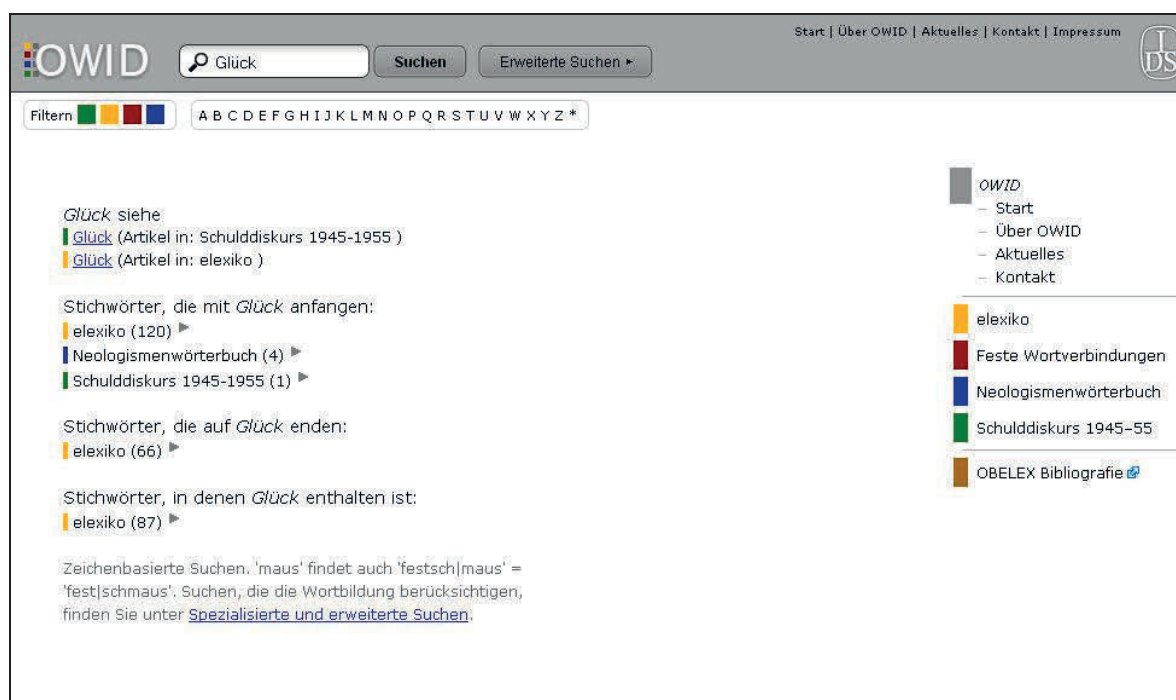 Start | Über OWID | Aktuelles | Kontakt | Impressum
OWID
Glück
Suchen
Erweiterte Suchen
IDS
Filtern
A B C D E F G H I J K L M N O P Q R S T U V W X Y Z *
Glück siehe
Glück (Artikel in: Schulddiskurs 1945-1955 )
Glück (Artikel in: elexiko )
Stichwörter, die mit Glück anfangen:
elexiko (120)
Neologismenwörterbuch (4)
Schulddiskurs 1945-1955 (1)
Stichwörter, die auf Glück enden:
elexiko (66)
Stichwörter, in denen Glück enthalten ist:
elexiko (87)
Zeichenbasierte Suchen. 'maus' findet auch 'festsch|maus' =
'fest|schmaus'. Suchen, die die Wortbildung berücksichtigen,
finden Sie unter Spezialisierte und erweiterte Suchen.
OWID
– Start
– Über OWID
– Aktuelles
– Kontakt
elexiko
Feste Wortverbindungen
Neologismenwörterbuch
Schulddiskurs 1945–55
OBELEX Bibliografie